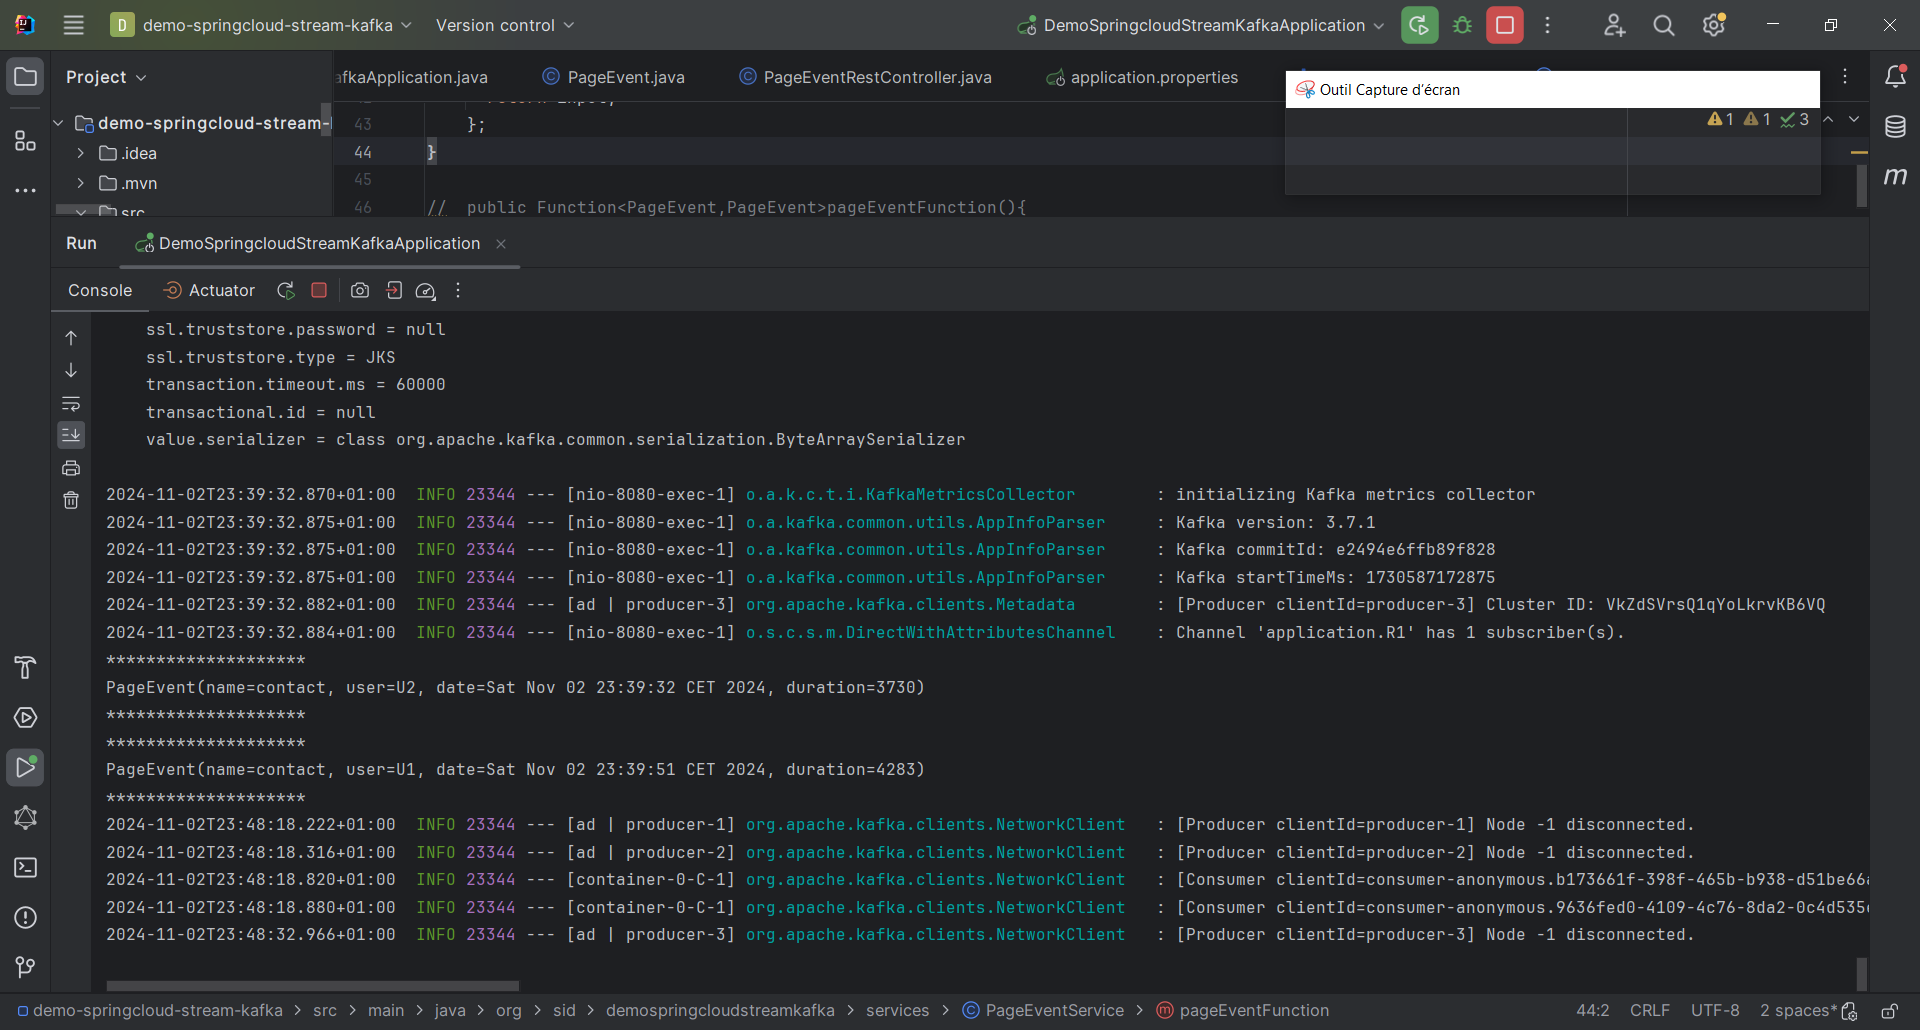 D demo-springcloud-stream-kafka Version control DemoSpringcloudStreamKafkaApplication
Project afkaApplication.java PageEvent.java PageEventRestController.java application.properties
Outil Capture d'écran
demo-springcloud-stream- 43 }; 1 1 3
.idea 44 }
.mvn 45
src 46 // public Function<PageEvent,PageEvent>pageEventFunction(){
Run DemoSpringcloudStreamKafkaApplication
Console Actuator
ssl.truststore.password = null
ssl.truststore.type = JKS
transaction.timeout.ms = 60000
transactional.id = null
value.serializer = class org.apache.kafka.common.serialization.ByteArraySerializer
2024-11-02T23:39:32.870+01:00 INFO 23344 --- [nio-8080-exec-1] o.a.k.c.t.i.KafkaMetricsCollector : initializing Kafka metrics collector
2024-11-02T23:39:32.875+01:00 INFO 23344 --- [nio-8080-exec-1] o.a.kafka.common.utils.AppInfoParser : Kafka version: 3.7.1
2024-11-02T23:39:32.875+01:00 INFO 23344 --- [nio-8080-exec-1] o.a.kafka.common.utils.AppInfoParser : Kafka commitId: e2494e6ffb89f828
2024-11-02T23:39:32.875+01:00 INFO 23344 --- [nio-8080-exec-1] o.a.kafka.common.utils.AppInfoParser : Kafka startTimeMs: 1730587172875
2024-11-02T23:39:32.882+01:00 INFO 23344 --- [ad | producer-3] org.apache.kafka.clients.Metadata : [Producer clientId=producer-3] Cluster ID: VkZdSVrsQ1qYoLkrvKB6VQ
2024-11-02T23:39:32.884+01:00 INFO 23344 --- [nio-8080-exec-1] o.s.c.s.m.DirectWithAttributesChannel : Channel 'application.R1' has 1 subscriber(s).
********************
PageEvent(name=contact, user=U2, date=Sat Nov 02 23:39:32 CET 2024, duration=3730)
********************
********************
PageEvent(name=contact, user=U1, date=Sat Nov 02 23:39:51 CET 2024, duration=4283)
********************
2024-11-02T23:48:18.222+01:00 INFO 23344 --- [ad | producer-1] org.apache.kafka.clients.NetworkClient : [Producer clientId=producer-1] Node -1 disconnected.
2024-11-02T23:48:18.316+01:00 INFO 23344 --- [ad | producer-2] org.apache.kafka.clients.NetworkClient : [Producer clientId=producer-2] Node -1 disconnected.
2024-11-02T23:48:18.820+01:00 INFO 23344 --- [container-0-C-1] org.apache.kafka.clients.NetworkClient : [Consumer clientId=consumer-anonymous.b173661f-398f-465b-b938-d51be66
2024-11-02T23:48:18.880+01:00 INFO 23344 --- [container-0-C-1] org.apache.kafka.clients.NetworkClient : [Consumer clientId=consumer-anonymous.9636fed0-4109-4c76-8da2-0c4d535
2024-11-02T23:48:32.966+01:00 INFO 23344 --- [ad | producer-3] org.apache.kafka.clients.NetworkClient : [Producer clientId=producer-3] Node -1 disconnected.
demo-springcloud-stream-kafka > src > main > java > org > sid > demospringcloudstreamkafka > services > PageEventService > pageEventFunction 44:2 CRLF UTF-8 2 spaces*